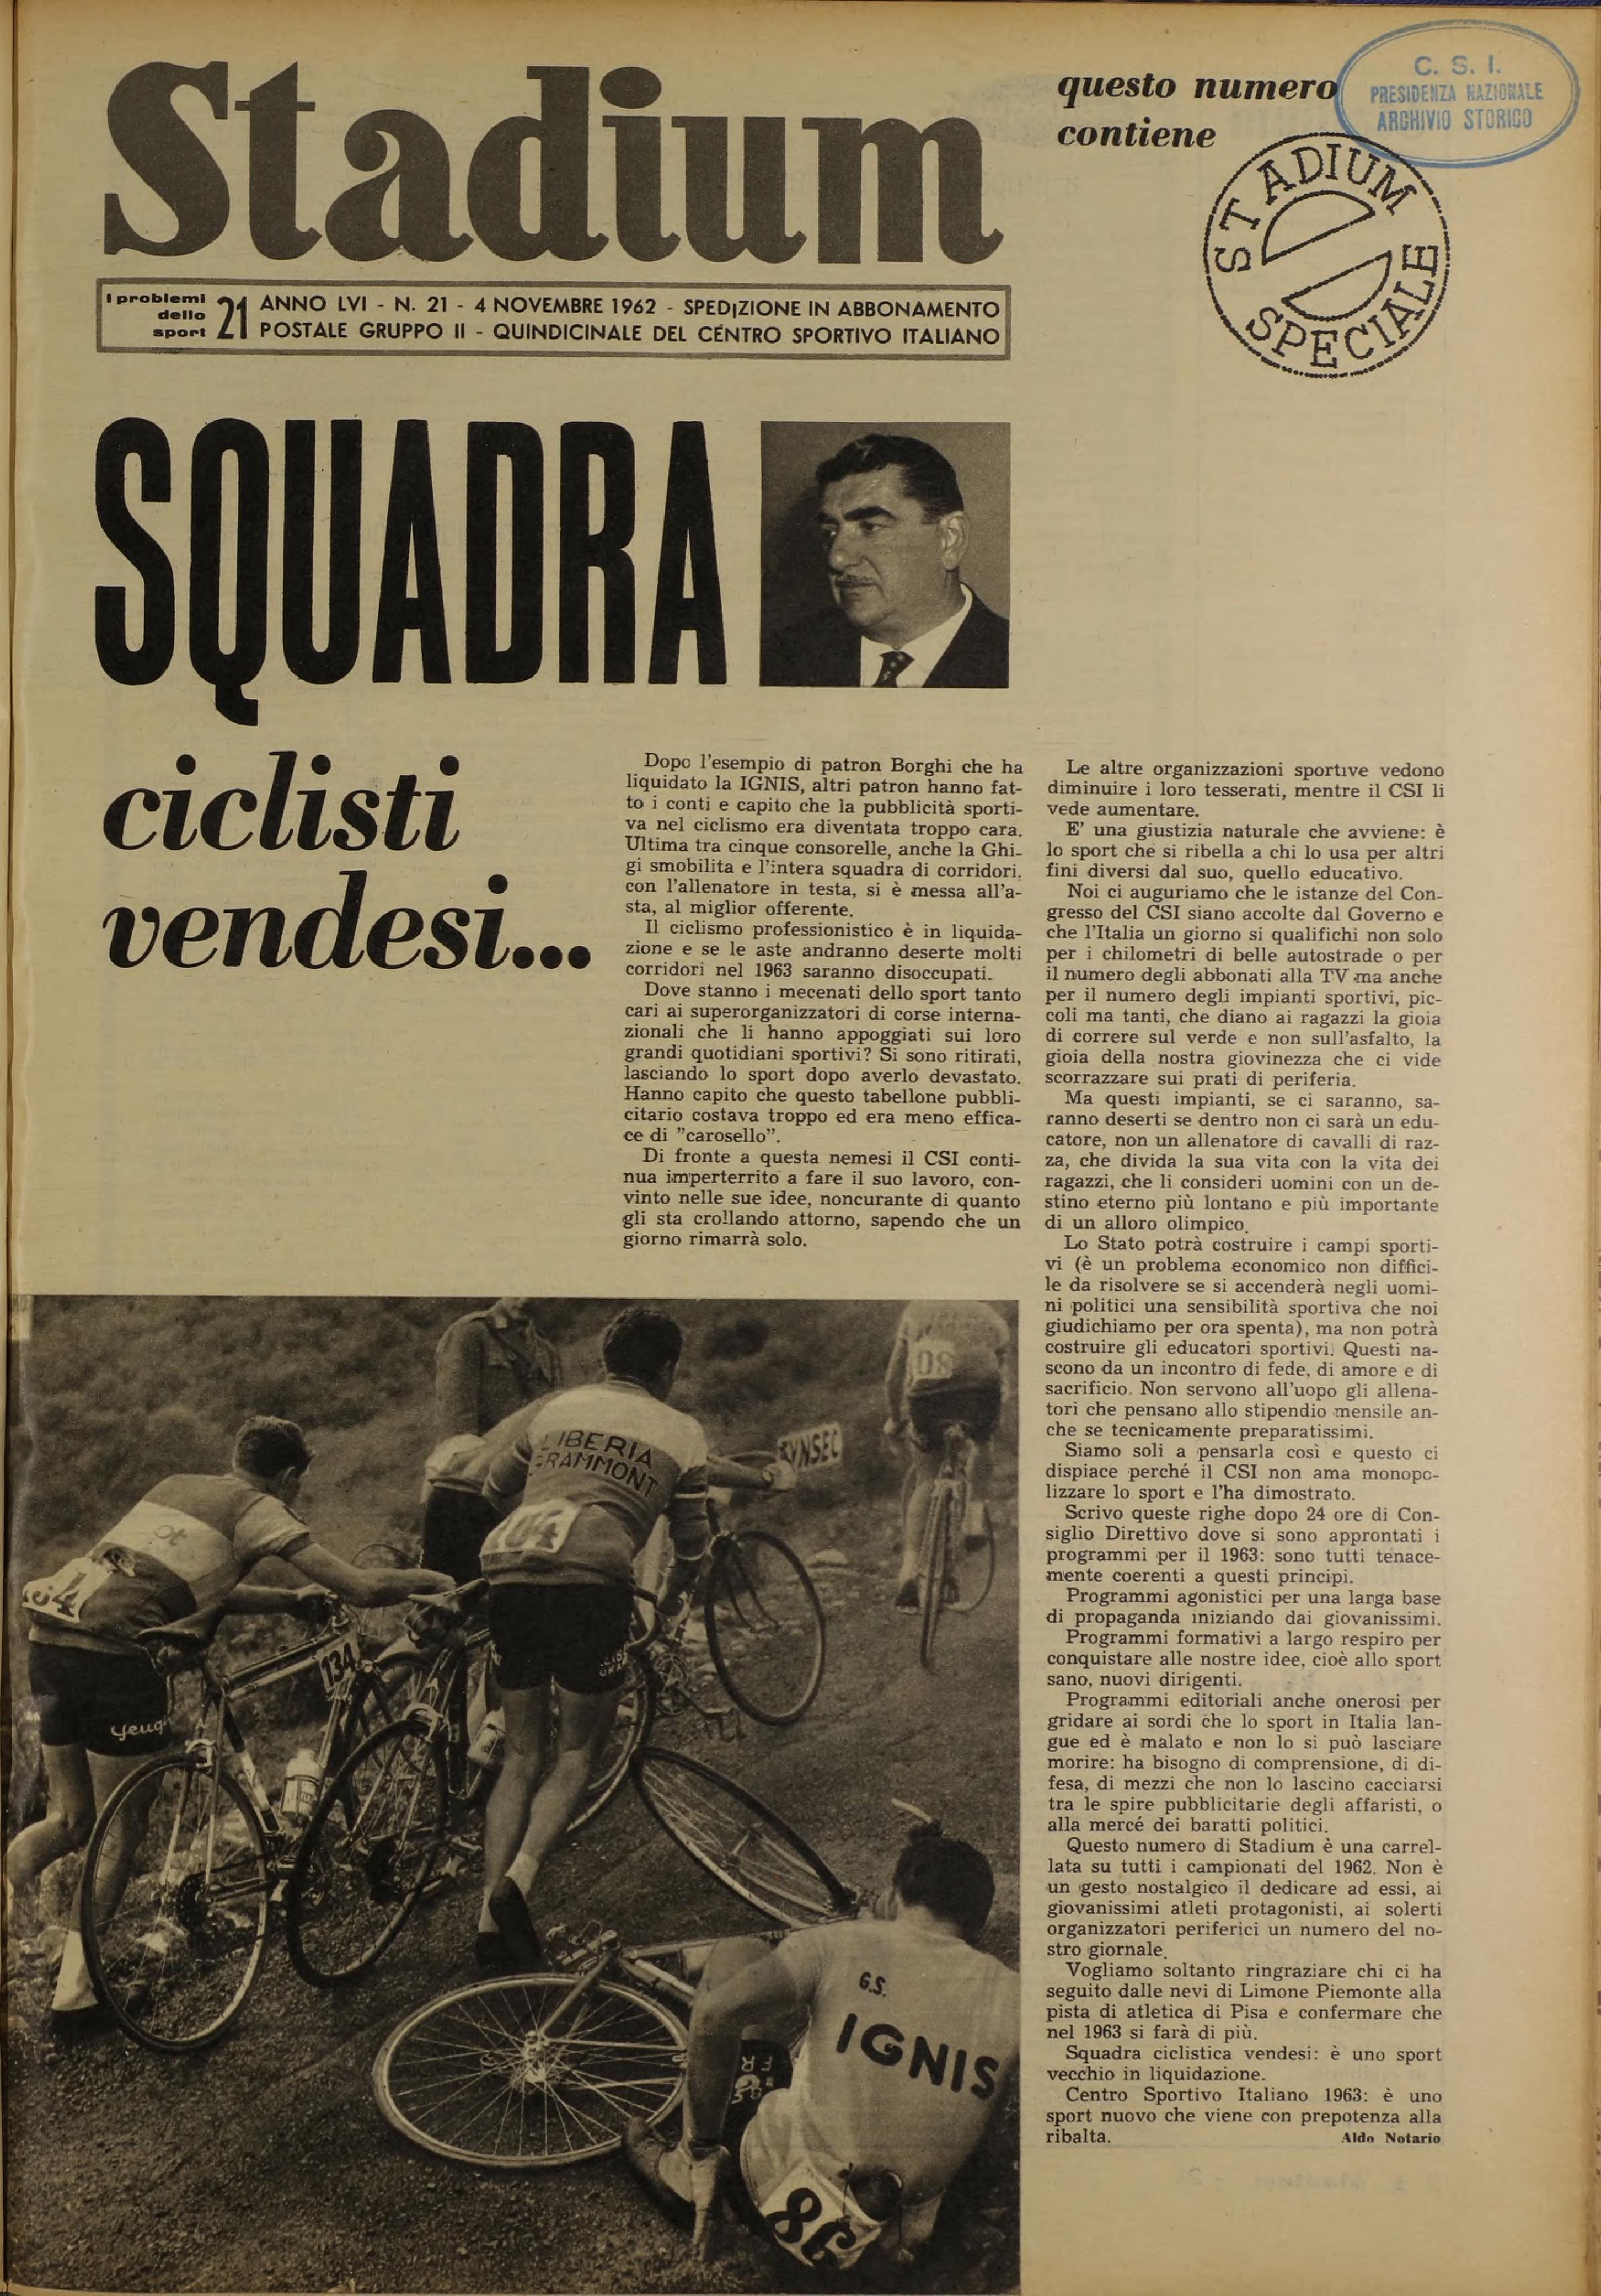 Stadium
questo numero
contiene
C. S. I.
PRESIDENZA NAZIONALE
ARCHIVIO STORICO
STADIUM
SPECIALE
I problemi
dello
sport
21
ANNO LVI - N. 21 - 4 NOVEMBRE 1962 - SPEDIZIONE IN ABBONAMENTO
POSTALE GRUPPO II - QUINDICINALE DEL CENTRO SPORTIVO ITALIANO
SQUADRA
ciclisti
vendesi...
Dopo l'esempio di patron Borghi che ha
liquidato la IGNIS, altri patron hanno fat-
to i conti e capito che la pubblicità sporti-
va nel ciclismo era diventata troppo cara.
Ultima tra cinque consorelle, anche la Ghi-
gi smobilita e l'intera squadra di corridori,
con l'allenatore in testa, si è messa all'a-
sta, al miglior offerente.
Il ciclismo professionistico è in liquida-
zione e se le aste andranno deserte molti
corridori nel 1963 saranno disoccupati.
Dove stanno i mecenati dello sport tanto
cari ai superorganizzatori di corse interna-
zionali che li hanno appoggiati sui loro
grandi quotidiani sportivi? Si sono ritirati,
lasciando lo sport dopo averlo devastato.
Hanno capito che questo tabellone pubbli-
citario costava troppo ed era meno effica-
ce di "carosello".
Di fronte a questa nemesi il CSI conti-
nua imperterrito a fare il suo lavoro, con-
vinto nelle sue idee, noncurante di quanto
gli sta crollando attorno, sapendo che un
giorno rimarrà solo.
Le altre organizzazioni sportive vedono
diminuire i loro tesserati, mentre il CSI li
vede aumentare.
E' una giustizia naturale che avviene: è
lo sport che si ribella a chi lo usa per altri
fini diversi dal suo, quello educativo.
Noi ci auguriamo che le istanze del Con-
gresso del CSI siano accolte dal Governo e
che l'Italia un giorno si qualifichi non solo
per i chilometri di belle autostrade o per
il numero degli abbonati alla TV ma anche
per il numero degli impianti sportivi, pic-
coli ma tanti, che diano ai ragazzi la gioia
di correre sul verde e non sull'asfalto, la
gioia della nostra giovinezza che ci vide
scorrazzare sui prati di periferia.
Ma questi impianti, se ci saranno, sa-
ranno deserti se dentro non ci sarà un edu-
catore, non un allenatore di cavalli di raz-
za, che divida la sua vita con la vita dei
ragazzi, che li consideri uomini con un de-
stino eterno più lontano e più importante
di un alloro olimpico.
Lo Stato potrà costruire i campi sporti-
vi (è un problema economico non diffici-
le da risolvere se si accenderà negli uomi-
ni politici una sensibilità sportiva che noi
giudichiamo per ora spenta), ma non potrà
costruire gli educatori sportivi. Questi na-
scono da un incontro di fede, di amore e di
sacrificio. Non servono all'uopo gli allena-
tori che pensano allo stipendio mensile an-
che se tecnicamente preparatissimi.
Siamo soli a pensarla così e questo ci
dispiace perché il CSI non ama monopo-
lizzare lo sport e l'ha dimostrato.
Scrivo queste righe dopo 24 ore di Con-
siglio Direttivo dove si sono approntati i
programmi per il 1963: sono tutti tenace-
mente coerenti a questi principi.
Programmi agonistici per una larga base
di propaganda iniziando dai giovanissimi.
Programmi formativi a largo respiro per
conquistare alle nostre idee, cioè allo sport
sano, nuovi dirigenti.
Programmi editoriali anche onerosi per
gridare ai sordi che lo sport in Italia lan-
gue ed è malato e non lo si può lasciare
morire: ha bisogno di comprensione, di di-
fesa, di mezzi che non lo lascino cacciarsi
tra le spire pubblicitarie degli affaristi, o
alla mercé dei baratti politici.
Questo numero di Stadium è una carrel-
lata su tutti i campionati del 1962. Non è
un gesto nostalgico il dedicare ad essi, ai
giovanissimi atleti protagonisti, ai solerti
organizzatori periferici un numero del no-
stro giornale.
Vogliamo soltanto ringraziare chi ci ha
seguito dalle nevi di Limone Piemonte alla
pista di atletica di Pisa e confermare che
nel 1963 si farà di più.
Squadra ciclistica vendesi: è uno sport
vecchio in liquidazione.
Centro Sportivo Italiano 1963: è uno
sport nuovo che viene con prepotenza alla
ribalta.
Aldo Notario
LIBERIA
GRAMMONT
134
Peug
G.S.
IGNIS
86